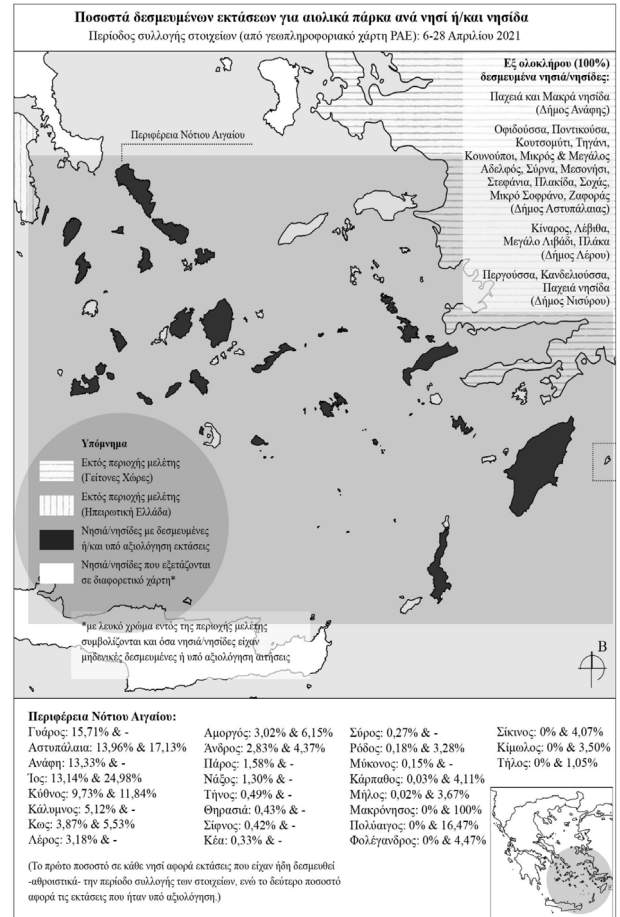 Ποσοστά δεσμευμένων εκτάσεων για αιολικά πάρκα ανά νησί ή/και νησίδα
Περίοδος συλλογής στοιχείων (από γεωπληροφοριακό χάρτη ΡΑΕ): 6-28 Απριλίου 2021
Εξ ολοκλήρου (100%)
δεσμευμένα νησιά/νησίδες:
Παχειά και Μακρά νησίδα
(Δήμος Ανάφης)
Οφιδούσσα, Ποντικούσα,
Κουτσομύτι, Τηγάνι,
Κουνούποι, Μικρός & Μεγάλος
Αδελφός, Σύρνα, Μεσονήσι,
Στεφάνια, Πλακίδα, Σοχάς,
Μικρό Σοφράνο, Ζαφοράς
(Δήμος Αστυπάλαιας)
Κίναρος, Λέβιθα,
Μεγάλο Λιβάδι, Πλάκα
(Δήμος Λέρου)
Περγούσσα, Κανδελιούσσα,
Παχειά νησίδα
(Δήμος Νισύρου)
Περιφέρεια Νότιου Αιγαίου
Υπόμνημα
Εκτός περιοχής μελέτης
(Γείτονες Χώρες)
Εκτός περιοχής μελέτης
(Ηπειρωτική Ελλάδα)
Νησιά/νησίδες με δεσμευμένες
ή/και υπό αξιολόγηση εκτάσεις
Νησιά/νησίδες που εξετάζονται
σε διαφορετικό χάρτη*
*με λευκό χρώμα εντός της περιοχής μελέτης
συμβολίζονται και όσα νησιά/νησίδες είχαν
μηδενικές δεσμευμένες ή υπό αξιολόγηση αιτήσεις
Β
Περιφέρεια Νότιου Αιγαίου:
Γυάρος: 15,71% & -
Αστυπάλαια: 13,96% & 17,13%
Ανάφη: 13,33% & -
Ίος: 13,14% & 24,98%
Κύθνος: 9,73% & 11,84%
Κάλυμνος: 5,12% & -
Κως: 3,87% & 5,53%
Λέρος: 3,18% & -
Αμοργός: 3,02% & 6,15%
Άνδρος: 2,83% & 4,37%
Πάρος: 1,58% & -
Νάξος: 1,30% & -
Τήνος: 0,49% & -
Θηρασιά: 0,43% & -
Σίφνος: 0,42% & -
Κέα: 0,33% & -
Σύρος: 0,27% & -
Ρόδος: 0,18% & 3,28%
Μύκονος: 0,15% & -
Κάρπαθος: 0,03% & 4,11%
Μήλος: 0,02% & 3,67%
Μακρόνησος: 0% & 100%
Πολύαιγος: 0% & 16,47%
Φολέγανδρος: 0% & 4,47%
Σίκινος: 0% & 4,07%
Κίμωλος: 0% & 3,50%
Τήλος: 0% & 1,05%
(Το πρώτο ποσοστό σε κάθε νησί αφορά εκτάσεις που είχαν ήδη δεσμευθεί
-αθροιστικά- την περίοδο συλλογής των στοιχείων, ενώ το δεύτερο ποσοστό
αφορά τις εκτάσεις που ήταν υπό αξιολόγηση.)